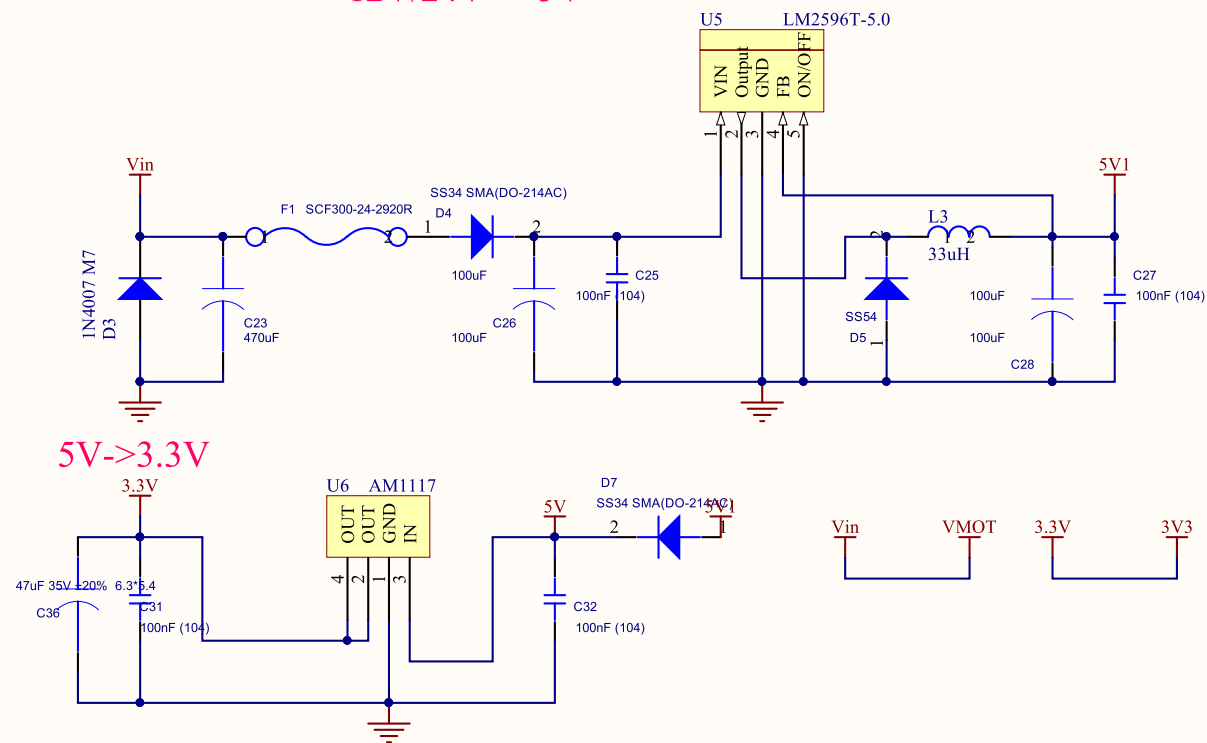 U5 LM2596T-5.0
VIN
Output
GND
FB
ON/OFF
1
2
3
4
5
Vin
5V1
SS34 SMA(DO-214AC)
F1 SCF300-24-2920R
D4
1
2
1
2
L3
1 2
33uH
2
1N4007 M7
D3
C23
470uF
100uF
C26
100uF
C25
100nF (104)
SS54
D5
1
100uF
100uF
C28
C27
100nF (104)
5V->3.3V
3.3V
U6 AM1117
OUT
OUT
GND
IN
4
2
1
3
D7
SS34 SMA(DO-214AC)
5V
5V1
2
1
47uF 35V ±20% 6.3*5.4
C36
C31
100nF (104)
C32
100nF (104)
Vin
VMOT
3.3V
3V3